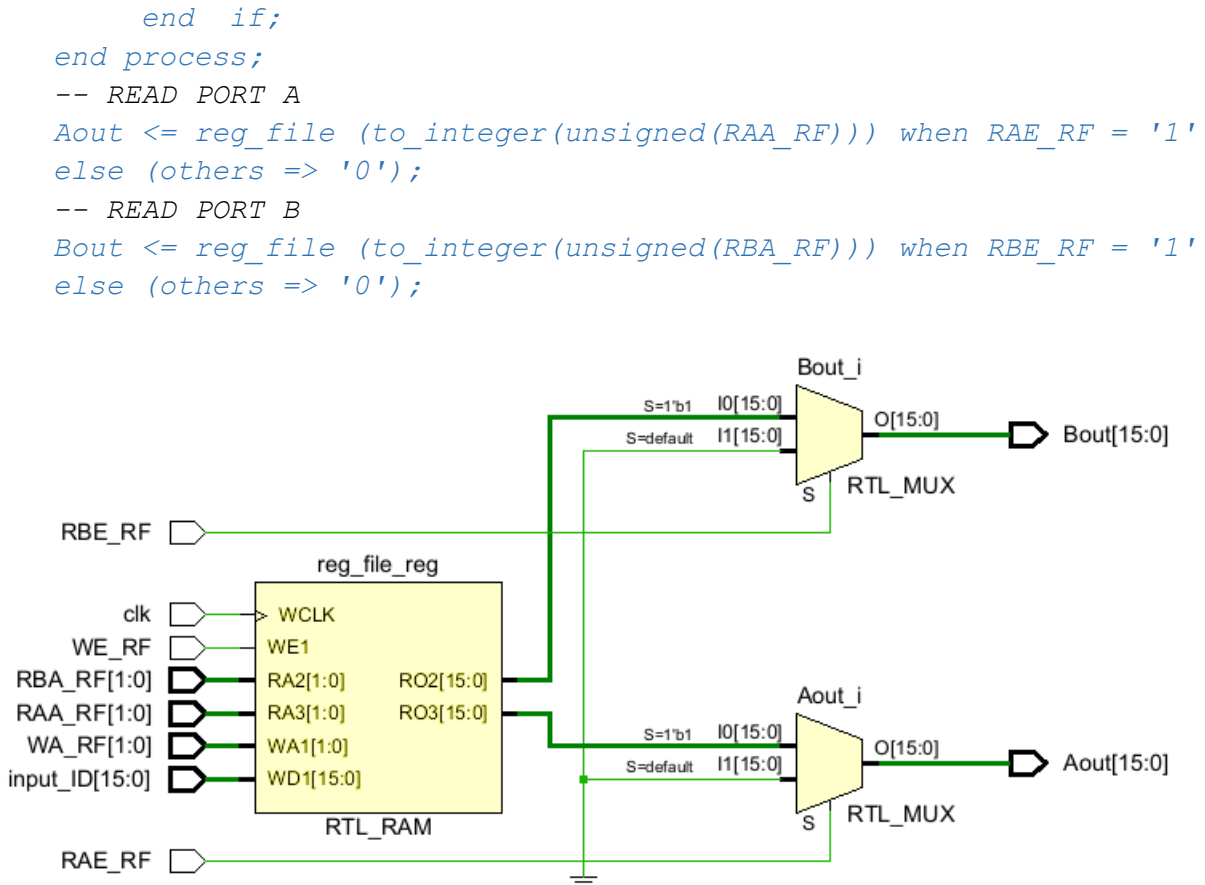 end  if;
end process;
-- READ PORT A
Aout <= reg_file (to_integer(unsigned(RAA_RF))) when RAE_RF = '1'
else (others => '0');
-- READ PORT B
Bout <= reg_file (to_integer(unsigned(RBA_RF))) when RBE_RF = '1'
else (others => '0');
Bout_i
S=1'b1 I0[15:0]
O[15:0]
S=default I1[15:0]
Bout[15:0]
S
RTL_MUX
RBE_RF
reg_file_reg
clk
WCLK
WE_RF
WE1
RBA_RF[1:0]
RA2[1:0] RO2[15:0]
RAA_RF[1:0]
RA3[1:0] RO3[15:0]
WA_RF[1:0]
WA1[1:0]
input_ID[15:0]
WD1[15:0]
RTL_RAM
Aout_i
S=1'b1 I0[15:0]
O[15:0]
S=default I1[15:0]
Aout[15:0]
S
RTL_MUX
RAE_RF